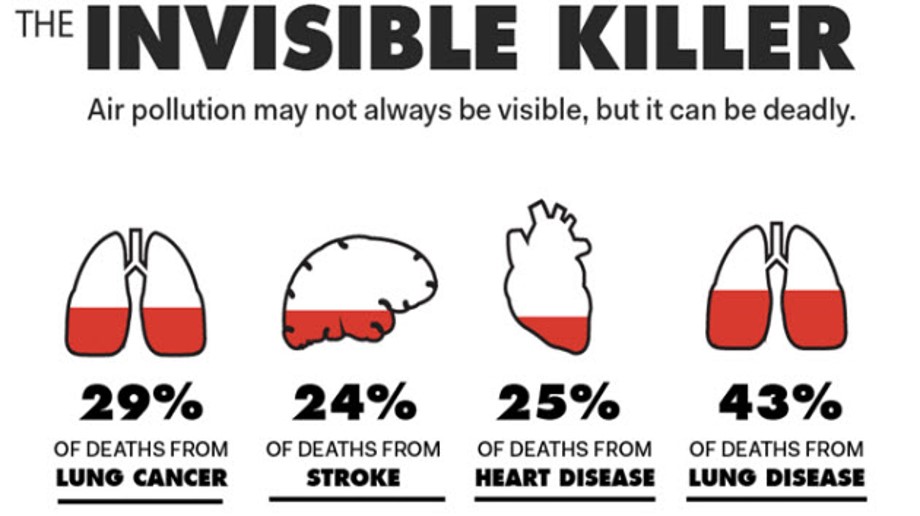 THE INVISIBLE KILLER
Air pollution may not always be visible, but it can be deadly.
29%
OF DEATHS FROM
LUNG CANCER
24%
OF DEATHS FROM
STROKE
25%
OF DEATHS FROM
HEART DISEASE
43%
OF DEATHS FROM
LUNG DISEASE